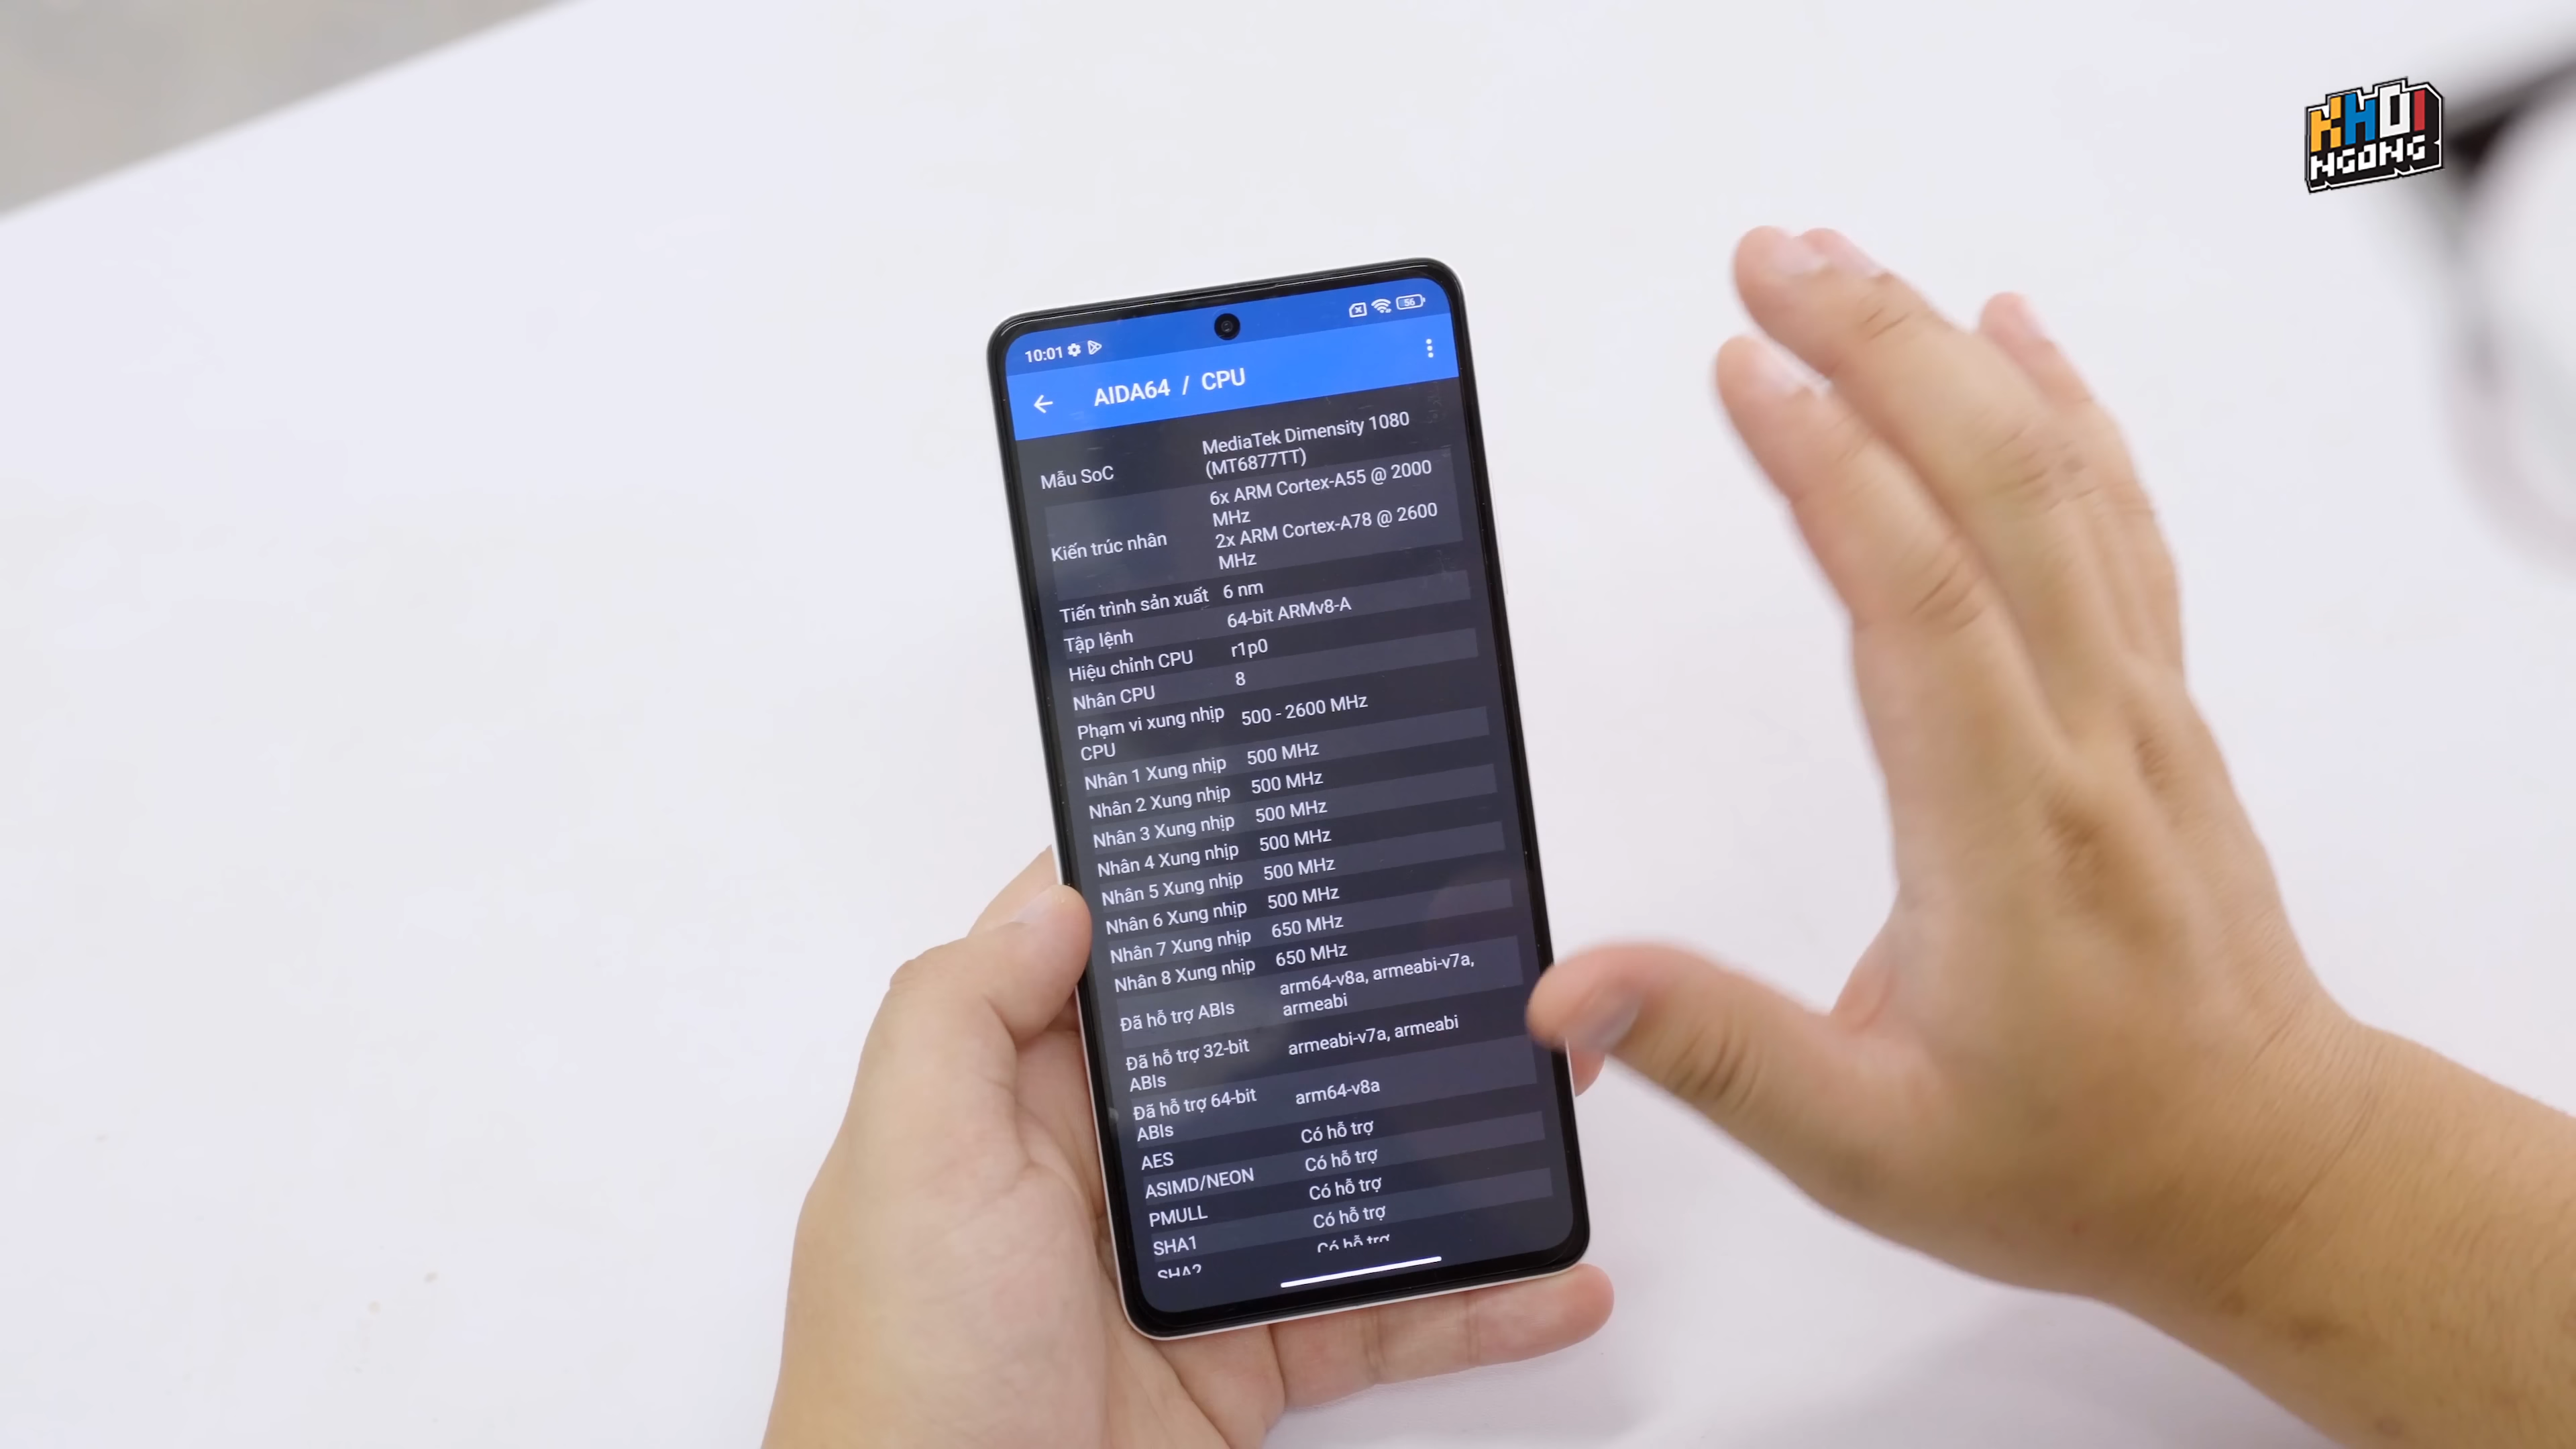 KHOI
NGONG
10:01
56
AIDA64 / CPU
Mẫu SoC
MediaTek Dimensity 1080
(MT6877TT)
Kiến trúc nhân
6x ARM Cortex-A55 @ 2000
MHz
2x ARM Cortex-A78 @ 2600
MHz
Tiến trình sản xuất 6 nm
Tập lệnh 64-bit ARMv8-A
Hiệu chỉnh CPU r1p0
Nhân CPU 8
Phạm vi xung nhịp
CPU
500 - 2600 MHz
Nhân 1 Xung nhịp 500 MHz
Nhân 2 Xung nhịp 500 MHz
Nhân 3 Xung nhịp 500 MHz
Nhân 4 Xung nhịp 500 MHz
Nhân 5 Xung nhịp 500 MHz
Nhân 6 Xung nhịp 500 MHz
Nhân 7 Xung nhịp 650 MHz
Nhân 8 Xung nhịp 650 MHz
Đã hỗ trợ ABIs
arm64-v8a, armeabi-v7a,
armeabi
Đã hỗ trợ 32-bit
ABIs
armeabi-v7a, armeabi
Đã hỗ trợ 64-bit
ABIs
arm64-v8a
AES Có hỗ trợ
ASIMD/NEON Có hỗ trợ
PMULL Có hỗ trợ
SHA1 Có hỗ trợ
SHA2 Có hỗ trợ